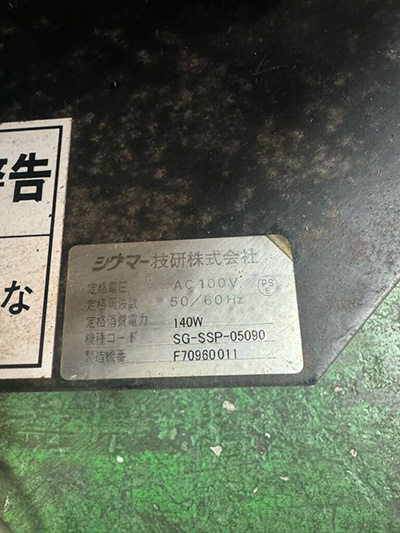 警告
な
シグマー技研株式会社
定格電圧 AC100V
PS E
定格周波数 50/60Hz
定格消費電力 140W
機種コード SG-SSP-05090
製造機番 F70960011